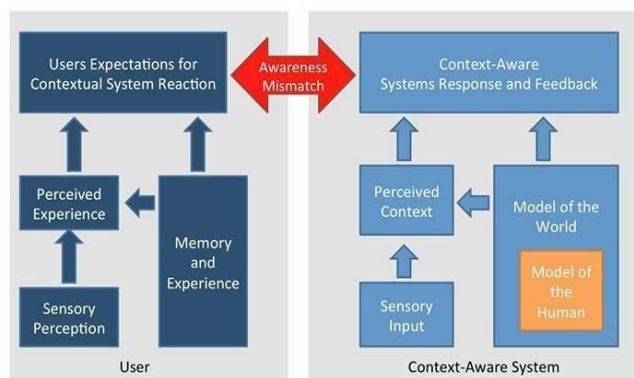 Users Expectations for
Contextual System Reaction
Awareness
Mismatch
Context-Aware
Systems Response and Feedback
Perceived
Experience
Memory
and
Experience
Sensory
Perception
User
Perceived
Context
Model of the
World
Model of
the
Human
Sensory
Input
Context-Aware System